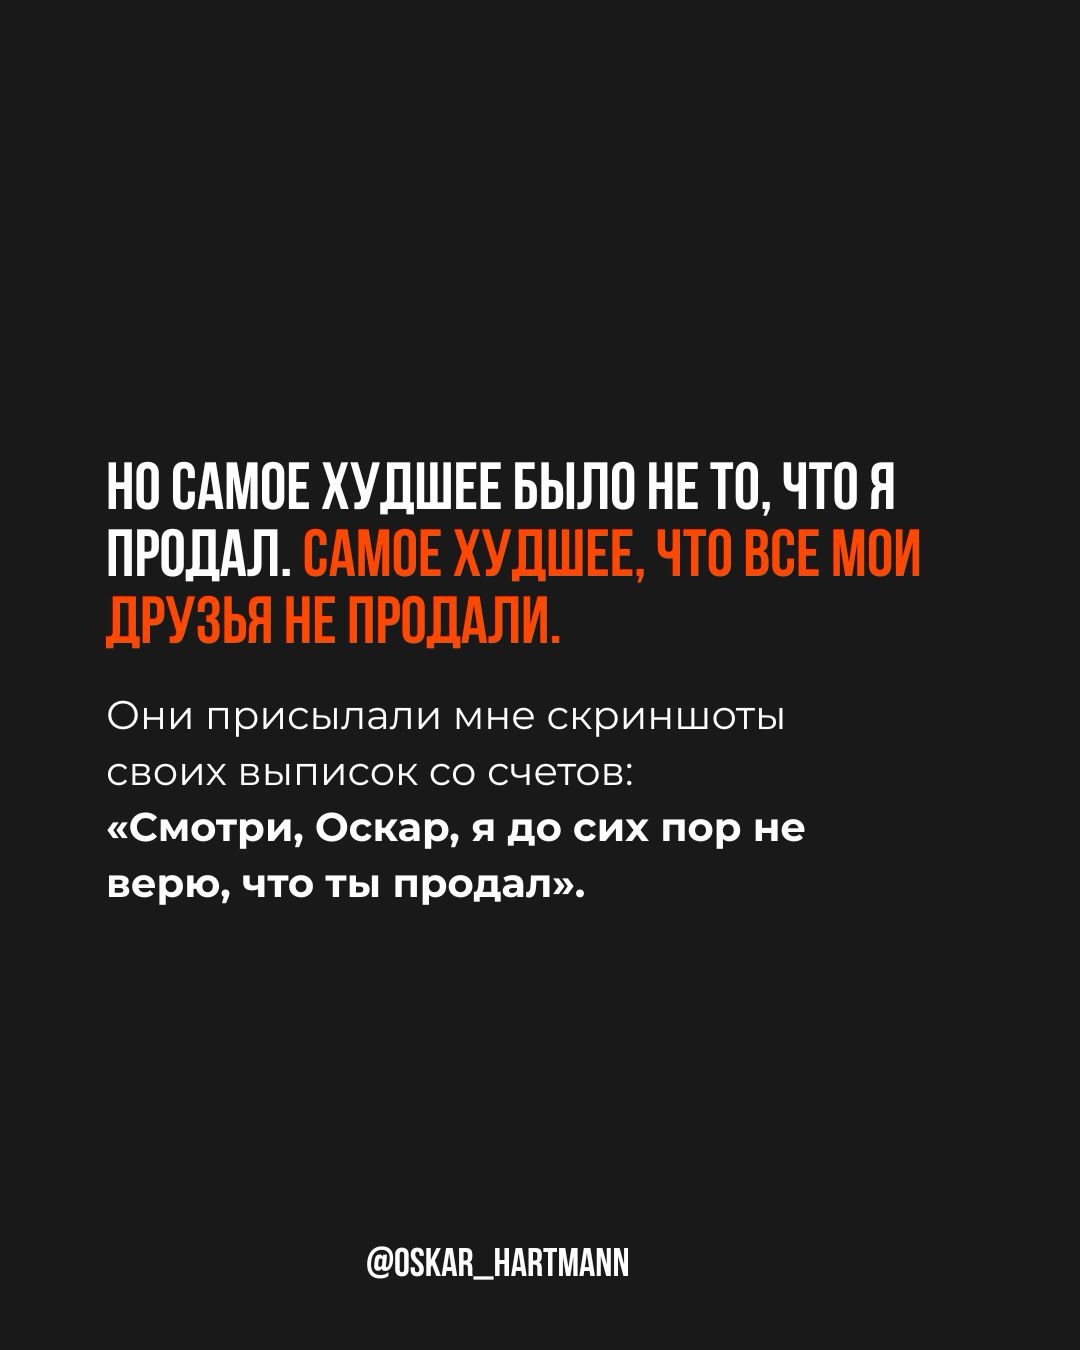 НО САМОЕ ХУДШЕЕ БЫЛО НЕ ТО, ЧТО Я
ПРОДАЛ. САМОЕ ХУДШЕЕ, ЧТО ВСЕ МОИ
ДРУЗЬЯ НЕ ПРОДАЛИ.
Они присылали мне скриншоты
своих выписок со счетов:
«Смотри, Оскар, я до сих пор не
верю, что ты продал».
@OSKAR_HARTMANN